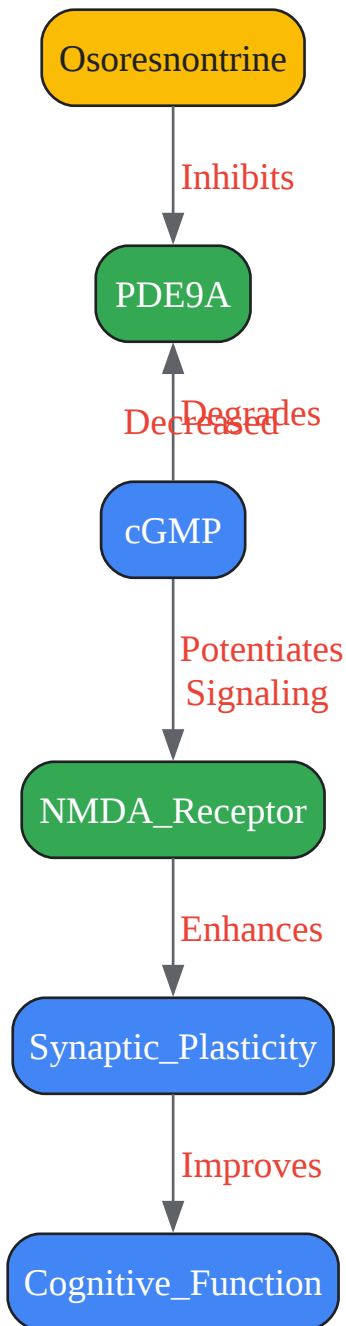 Osoresnontrine
Inhibits
PDE9A
Degrades
Decreased
cGMP
Potentiates
Signaling
NMDA_Receptor
Enhances
Synaptic_Plasticity
Improves
Cognitive_Function